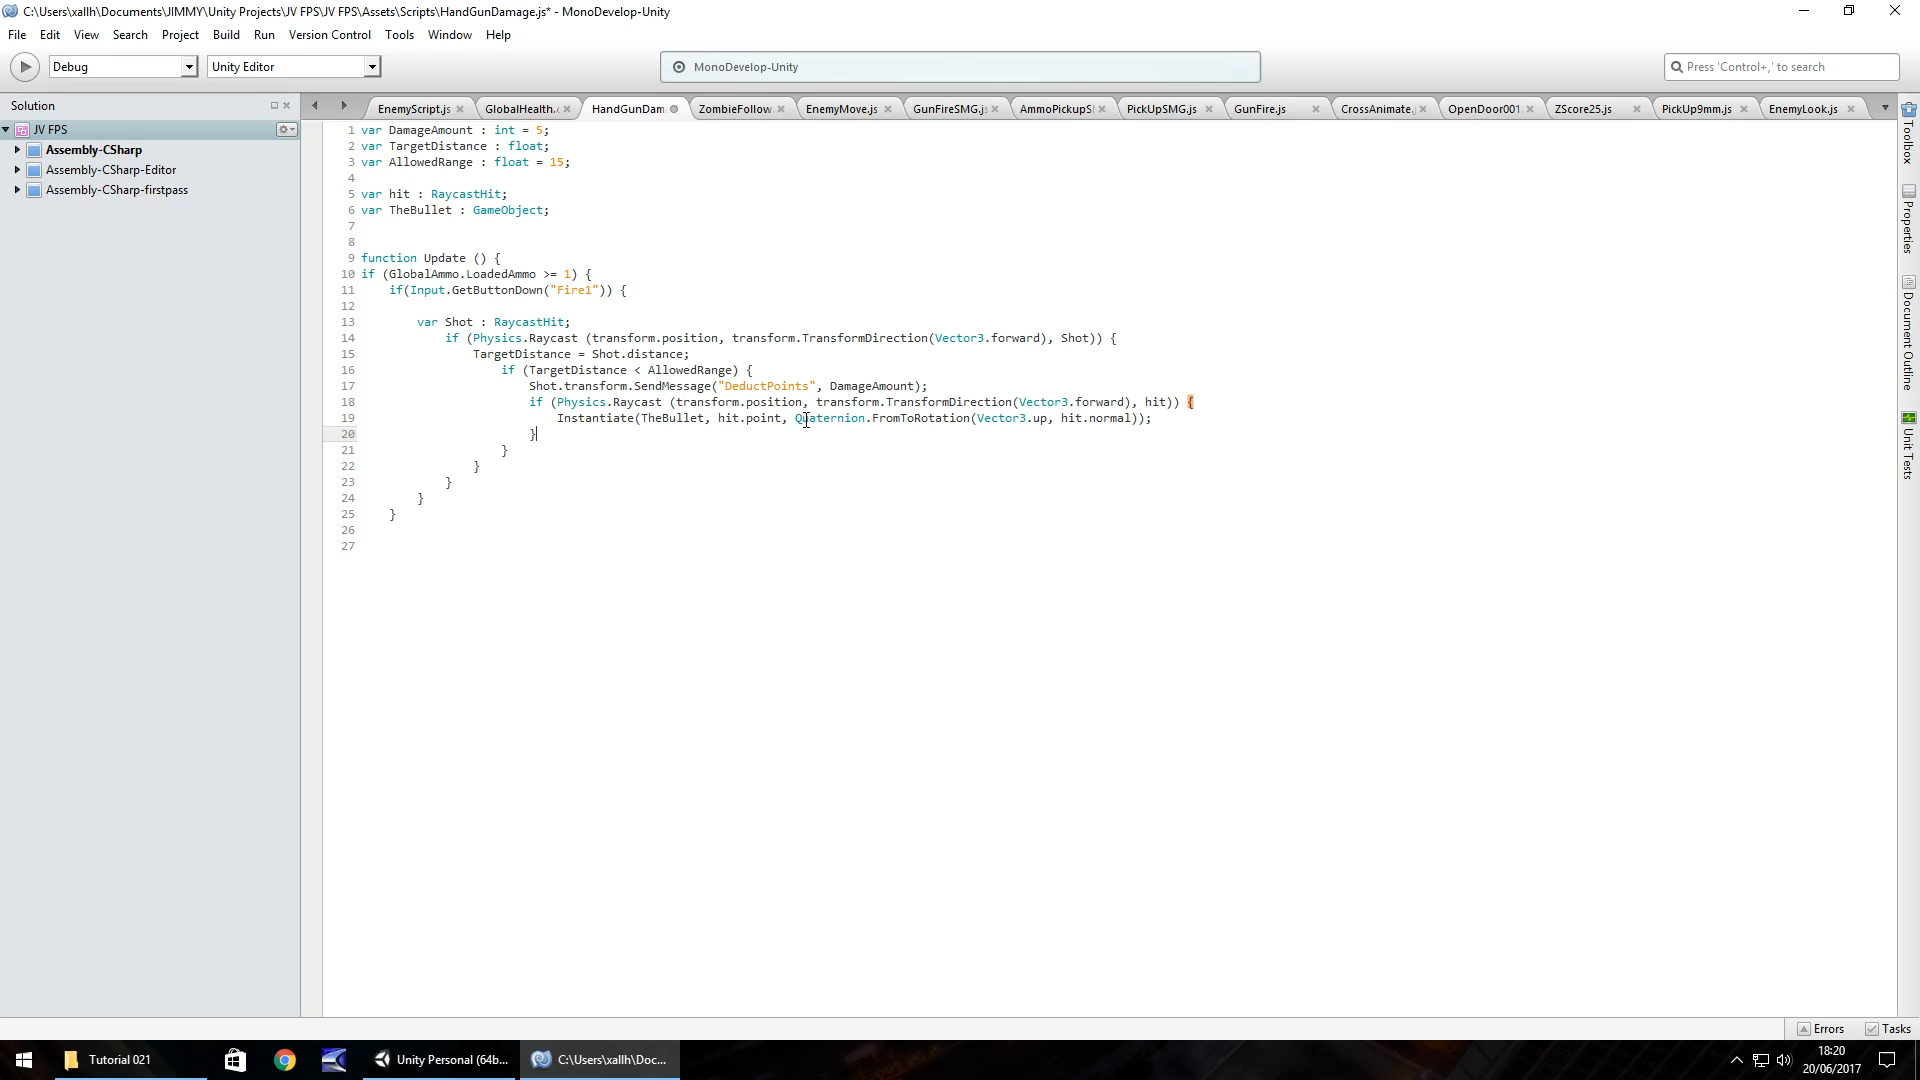 C:\Users\xallh\Documents\JIMMY\Unity Projects\JV FPS\JV FPS\Assets\Scripts\HandGunDamage.js* - MonoDevelop-Unity
File Edit View Search Project Build Run Version Control Tools Window Help
Debug Unity Editor MonoDevelop-Unity Press 'Control+,' to search
Solution
EnemyScript.js GlobalHealth.c HandGunDam ZombieFollow. EnemyMove.js GunFireSMG.js AmmoPickupS PickUpSMG.js GunFire.js CrossAnimate. OpenDoor001. ZScore25.js PickUp9mm.js EnemyLook.js
JV FPS
Assembly-CSharp
Assembly-CSharp-Editor
Assembly-CSharp-firstpass
1 var DamageAmount : int = 5;
2 var TargetDistance : float;
3 var AllowedRange : float = 15;
4
5 var hit : RaycastHit;
6 var TheBullet : GameObject;
7
8
9 function Update () {
10 if (GlobalAmmo.LoadedAmmo >= 1) {
11 if(Input.GetButtonDown("Fire1")) {
12
13 var Shot : RaycastHit;
14 if (Physics.Raycast (transform.position, transform.TransformDirection(Vector3.forward), Shot)) {
15 TargetDistance = Shot.distance;
16 if (TargetDistance < AllowedRange) {
17 Shot.transform.SendMessage("DeductPoints", DamageAmount);
18 if (Physics.Raycast (transform.position, transform.TransformDirection(Vector3.forward), hit)) {
19 Instantiate(TheBullet, hit.point, Quaternion.FromToRotation(Vector3.up, hit.normal));
20 }
21 }
22 }
23 }
24 }
25 }
26
27
Toolbox
Properties
Document Outline
Unit Tests
Errors Tasks
Tutorial 021 Unity Personal (64b... C:\Users\xallh\Doc...
18:20
20/06/2017